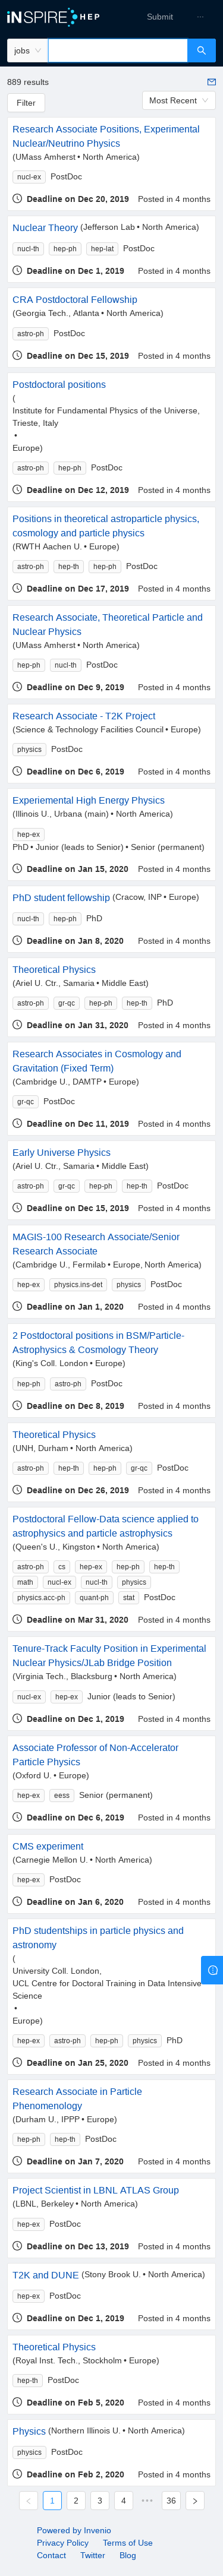 iNSPIRE HEP
Submit
···
jobs
889 results
Filter
Most Recent
Research Associate Positions, Experimental
Nuclear/Neutrino Physics
(UMass Amherst • North America)
nucl-ex PostDoc
Deadline on Dec 20, 2019 Posted in 4 months
Nuclear Theory (Jefferson Lab • North America)
nucl-th hep-ph hep-lat PostDoc
Deadline on Dec 1, 2019 Posted in 4 months
CRA Postdoctoral Fellowship
(Georgia Tech., Atlanta • North America)
astro-ph PostDoc
Deadline on Dec 15, 2019 Posted in 4 months
Postdoctoral positions
(
Institute for Fundamental Physics of the Universe,
Trieste, Italy
•
Europe)
astro-ph hep-ph PostDoc
Deadline on Dec 12, 2019 Posted in 4 months
Positions in theoretical astroparticle physics,
cosmology and particle physics
(RWTH Aachen U. • Europe)
astro-ph hep-th hep-ph PostDoc
Deadline on Dec 17, 2019 Posted in 4 months
Research Associate, Theoretical Particle and
Nuclear Physics
(UMass Amherst • North America)
hep-ph nucl-th PostDoc
Deadline on Dec 9, 2019 Posted in 4 months
Research Associate - T2K Project
(Science & Technology Facilities Council • Europe)
physics PostDoc
Deadline on Dec 6, 2019 Posted in 4 months
Experiemental High Energy Physics
(Illinois U., Urbana (main) • North America)
hep-ex
PhD • Junior (leads to Senior) • Senior (permanent)
Deadline on Jan 15, 2020 Posted in 4 months
PhD student fellowship (Cracow, INP • Europe)
nucl-th hep-ph PhD
Deadline on Jan 8, 2020 Posted in 4 months
Theoretical Physics
(Ariel U. Ctr., Samaria • Middle East)
astro-ph gr-qc hep-ph hep-th PhD
Deadline on Jan 31, 2020 Posted in 4 months
Research Associates in Cosmology and
Gravitation (Fixed Term)
(Cambridge U., DAMTP • Europe)
gr-qc PostDoc
Deadline on Dec 11, 2019 Posted in 4 months
Early Universe Physics
(Ariel U. Ctr., Samaria • Middle East)
astro-ph gr-qc hep-ph hep-th PostDoc
Deadline on Dec 15, 2019 Posted in 4 months
MAGIS-100 Research Associate/Senior
Research Associate
(Cambridge U., Fermilab • Europe, North America)
hep-ex physics.ins-det physics PostDoc
Deadline on Jan 1, 2020 Posted in 4 months
2 Postdoctoral positions in BSM/Particle-
Astrophysics & Cosmology Theory
(King's Coll. London • Europe)
hep-ph astro-ph PostDoc
Deadline on Dec 8, 2019 Posted in 4 months
Theoretical Physics
(UNH, Durham • North America)
astro-ph hep-th hep-ph gr-qc PostDoc
Deadline on Dec 26, 2019 Posted in 4 months
Postdoctoral Fellow-Data science applied to
astrophysics and particle astrophysics
(Queen's U., Kingston • North America)
astro-ph cs hep-ex hep-ph hep-th
math nucl-ex nucl-th physics
physics.acc-ph quant-ph stat PostDoc
Deadline on Mar 31, 2020 Posted in 4 months
Tenure-Track Faculty Position in Experimental
Nuclear Physics/JLab Bridge Position
(Virginia Tech., Blacksburg • North America)
nucl-ex hep-ex Junior (leads to Senior)
Deadline on Dec 1, 2019 Posted in 4 months
Associate Professor of Non-Accelerator
Particle Physics
(Oxford U. • Europe)
hep-ex eess Senior (permanent)
Deadline on Dec 6, 2019 Posted in 4 months
CMS experiment
(Carnegie Mellon U. • North America)
hep-ex PostDoc
Deadline on Jan 6, 2020 Posted in 4 months
PhD studentships in particle physics and
astronomy
(
University Coll. London,
UCL Centre for Doctoral Training in Data Intensive
Science
•
Europe)
hep-ex astro-ph hep-ph physics PhD
Deadline on Jan 25, 2020 Posted in 4 months
Research Associate in Particle
Phenomenology
(Durham U., IPPP • Europe)
hep-ph hep-th PostDoc
Deadline on Jan 7, 2020 Posted in 4 months
Project Scientist in LBNL ATLAS Group
(LBNL, Berkeley • North America)
hep-ex PostDoc
Deadline on Dec 13, 2019 Posted in 4 months
T2K and DUNE (Stony Brook U. • North America)
hep-ex PostDoc
Deadline on Dec 1, 2019 Posted in 4 months
Theoretical Physics
(Royal Inst. Tech., Stockholm • Europe)
hep-th PostDoc
Deadline on Feb 5, 2020 Posted in 4 months
Physics (Northern Illinois U. • North America)
physics PostDoc
Deadline on Feb 2, 2020 Posted in 4 months
1 2 3 4 ••• 36
Powered by Invenio
Privacy Policy Terms of Use
Contact Twitter Blog